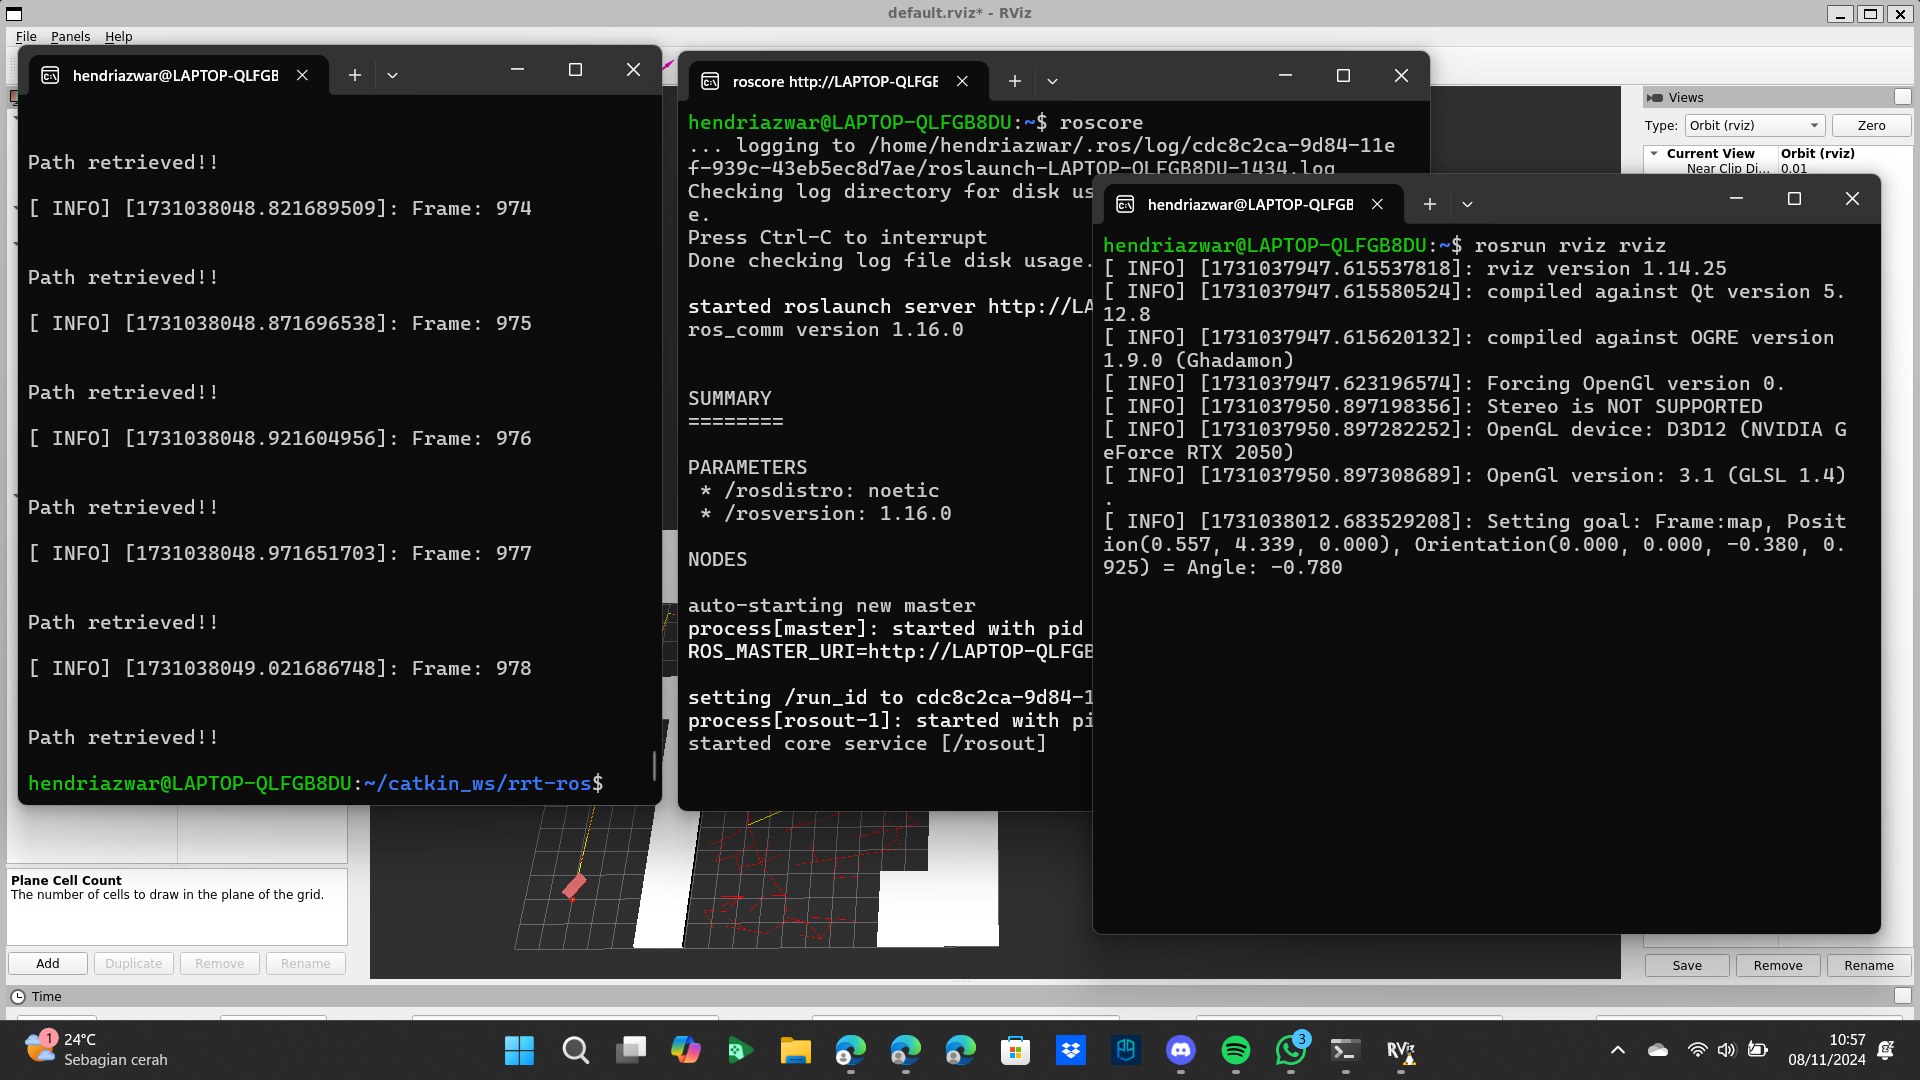 default.rviz* - RViz
File Panels Help
hendriazwar@LAPTOP-QLFGB
Path retrieved!!
[ INFO] [1731038048.821689509]: Frame: 974
Path retrieved!!
[ INFO] [1731038048.871696538]: Frame: 975
Path retrieved!!
[ INFO] [1731038048.921604956]: Frame: 976
Path retrieved!!
[ INFO] [1731038048.971651703]: Frame: 977
Path retrieved!!
[ INFO] [1731038049.021686748]: Frame: 978
Path retrieved!!
hendriazwar@LAPTOP-QLFGB8DU:~/catkin_ws/rrt-ros$
roscore http://LAPTOP-QLFGB
hendriazwar@LAPTOP-QLFGB8DU:~$ roscore
... logging to /home/hendriazwar/.ros/log/cdc8c2ca-9d84-11e
f-939c-43eb5ec8d7ae/roslaunch-LAPTOP-QLFGB8DU-1434.log
Checking log directory for disk us
e.
Press Ctrl-C to interrupt
Done checking log file disk usage.
started roslaunch server http://LA
ros_comm version 1.16.0
SUMMARY
========
PARAMETERS
* /rosdistro: noetic
* /rosversion: 1.16.0
NODES
auto-starting new master
process[master]: started with pid
ROS_MASTER_URI=http://LAPTOP-QLFGB
setting /run_id to cdc8c2ca-9d84-1
process[rosout-1]: started with pi
started core service [/rosout]
hendriazwar@LAPTOP-QLFGB
hendriazwar@LAPTOP-QLFGB8DU:~$ rosrun rviz rviz
[ INFO] [1731037947.615537818]: rviz version 1.14.25
[ INFO] [1731037947.615580524]: compiled against Qt version 5.
12.8
[ INFO] [1731037947.615620132]: compiled against OGRE version
1.9.0 (Ghadamon)
[ INFO] [1731037947.623196574]: Forcing OpenGl version 0.
[ INFO] [1731037950.897198356]: Stereo is NOT SUPPORTED
[ INFO] [1731037950.897282252]: OpenGL device: D3D12 (NVIDIA G
eForce RTX 2050)
[ INFO] [1731037950.897308689]: OpenGl version: 3.1 (GLSL 1.4)
.
[ INFO] [1731038012.683529208]: Setting goal: Frame:map, Posit
ion(0.557, 4.339, 0.000), Orientation(0.000, 0.000, -0.380, 0.
925) = Angle: -0.780
Views
Type: Orbit (rviz) Zero
Current View Orbit (rviz)
Near Clip Di... 0.01
Plane Cell Count
The number of cells to draw in the plane of the grid.
Add Duplicate Remove Rename
Save Remove Rename
Time
1
24°C
Sebagian cerah
3
RViz
10:57
08/11/2024